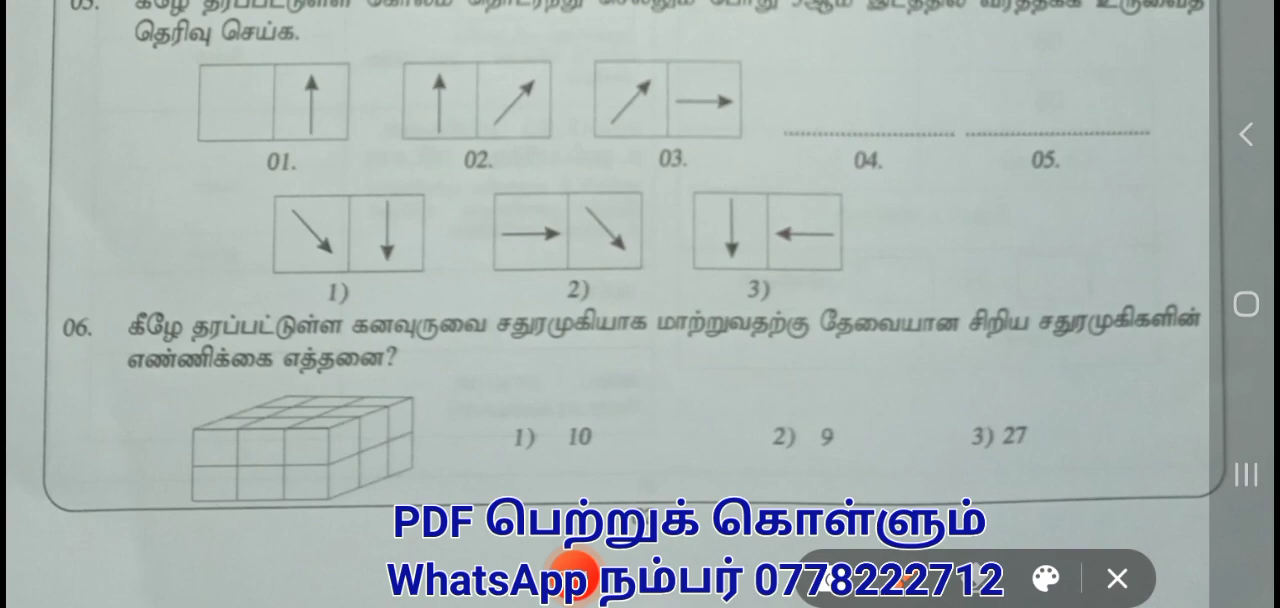 தெரிவு செய்க.
01. 02. 03. 04. 05.
1) 2) 3)
06. கீழே தரப்பட்டுள்ள கனவுருவை சதுரமுகியாக மாற்றுவதற்கு தேவையான சிறிய சதுரமுகிகளின்
எண்ணிக்கை எத்தனை?
1) 10 2) 9 3) 27
PDF பெற்றுக் கொள்ளும்
WhatsApp நம்பர் 0778222712